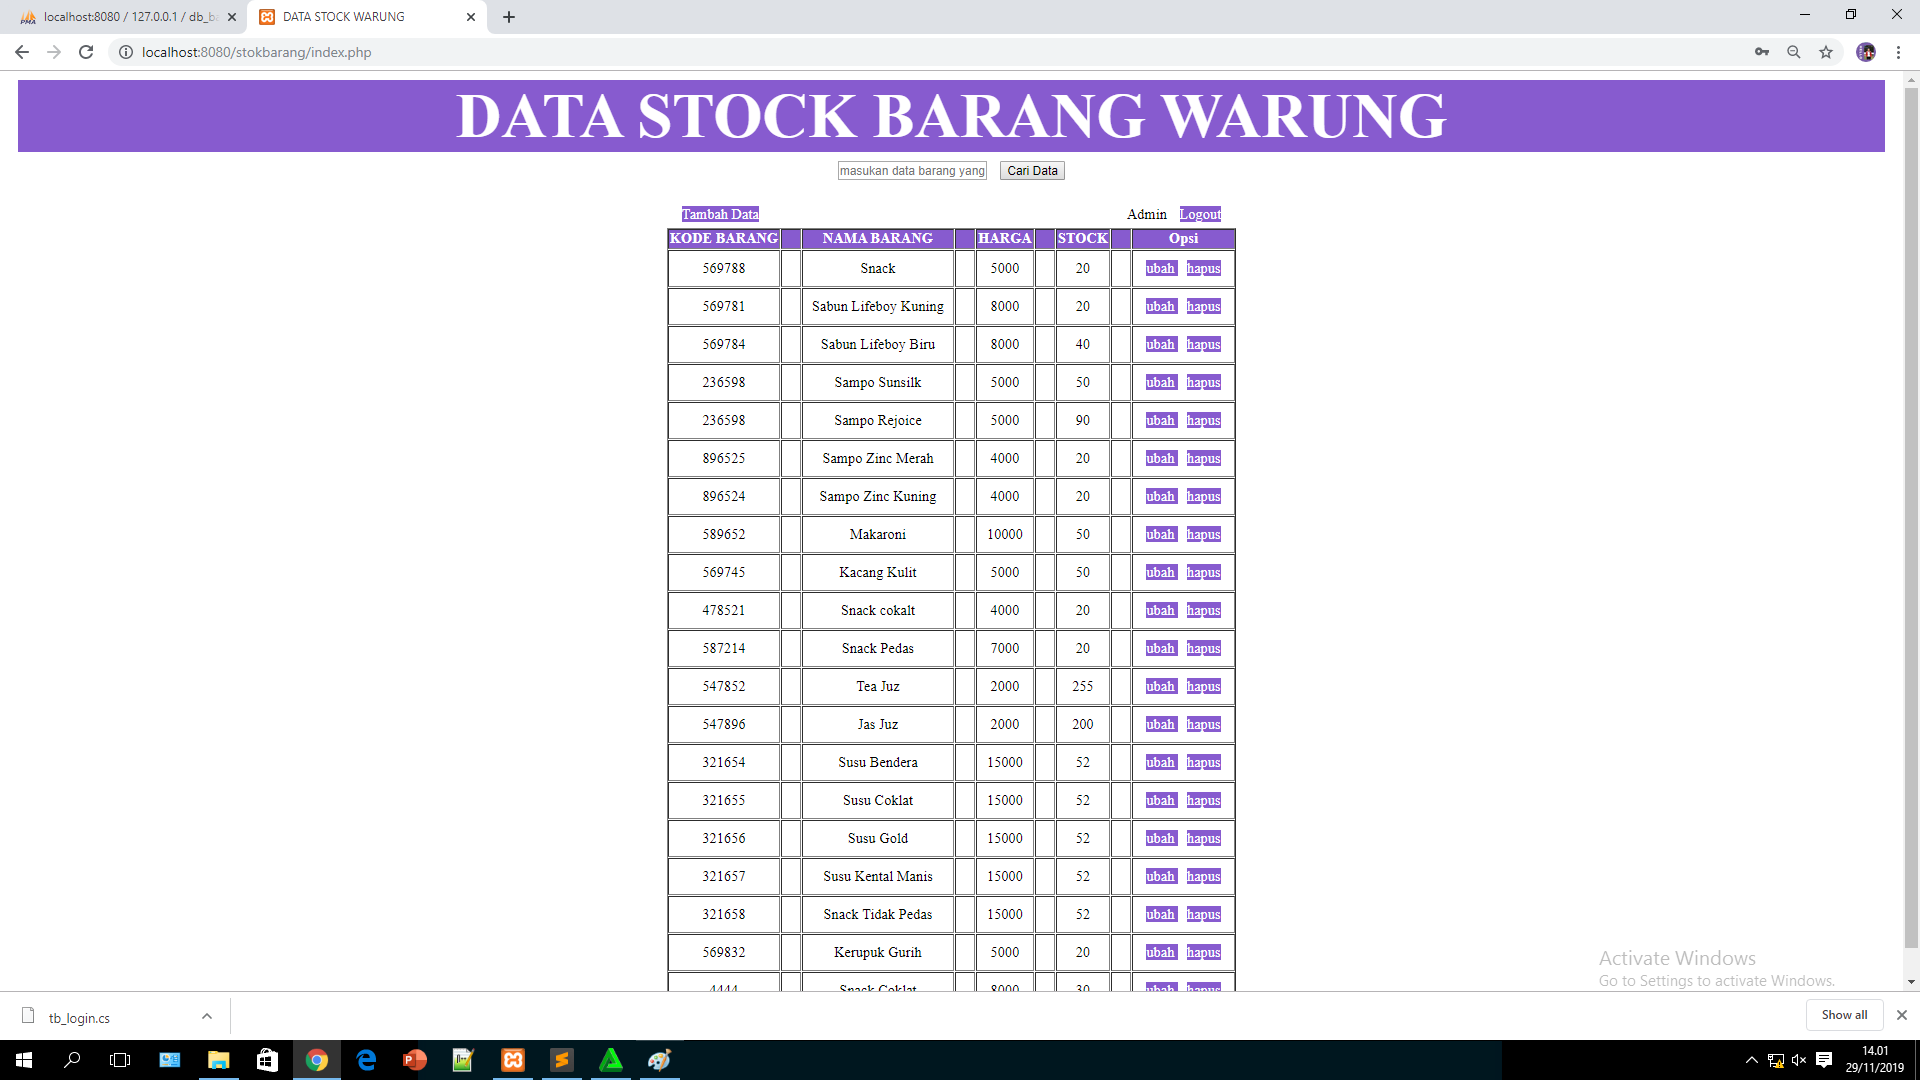 localhost:8080 / 127.0.0.1 / db_b
DATA STOCK WARUNG
localhost:8080/stokbarang/index.php
DATA STOCK BARANG WARUNG
masukan data barang yang
Cari Data
Tambah Data Admin Logout
KODE BARANG NAMA BARANG HARGA STOCK Opsi
569788 Snack 5000 20 ubah hapus
569781 Sabun Lifeboy Kuning 8000 20 ubah hapus
569784 Sabun Lifeboy Biru 8000 40 ubah hapus
236598 Sampo Sunsilk 5000 50 ubah hapus
236598 Sampo Rejoice 5000 90 ubah hapus
896525 Sampo Zinc Merah 4000 20 ubah hapus
896524 Sampo Zinc Kuning 4000 20 ubah hapus
589652 Makaroni 10000 50 ubah hapus
569745 Kacang Kulit 5000 50 ubah hapus
478521 Snack cokalt 4000 20 ubah hapus
587214 Snack Pedas 7000 20 ubah hapus
547852 Tea Juz 2000 255 ubah hapus
547896 Jas Juz 2000 200 ubah hapus
321654 Susu Bendera 15000 52 ubah hapus
321655 Susu Coklat 15000 52 ubah hapus
321656 Susu Gold 15000 52 ubah hapus
321657 Susu Kental Manis 15000 52 ubah hapus
321658 Snack Tidak Pedas 15000 52 ubah hapus
569832 Kerupuk Gurih 5000 20 ubah hapus
4444 Snack Coklat 8000 30 ubah hapus
Activate Windows
Go to Settings to activate Windows.
tb_login.cs
Show all
14.01
29/11/2019